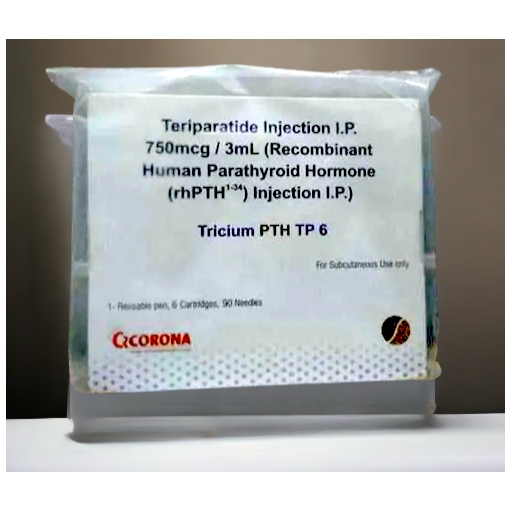 Teriparatide Injection I.P.
750mcg / 3mL (Recombinant
Human Parathyroid Hormone
(rhPTH¹⁻³⁴) Injection I.P.)
Tricium PTH TP 6
For Subcutaneous Use only
1- Reusable pen, 6 Cartridges, 90 Needles
CORONA